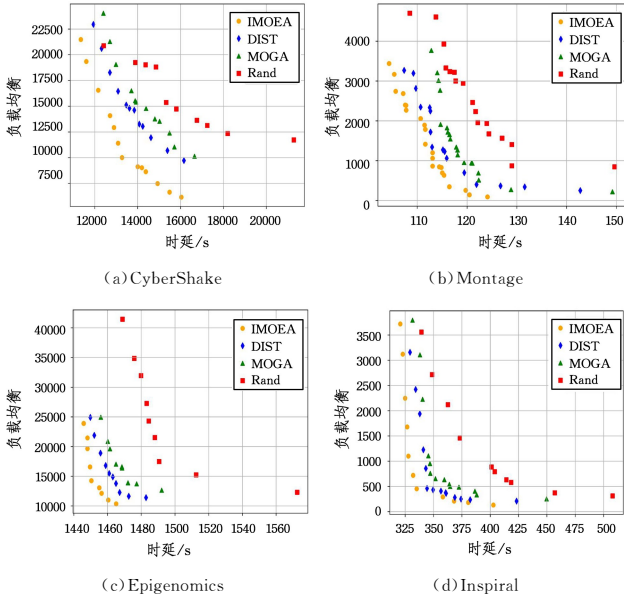 IMOEA
DIST
MOGA
Rand
22500
20000
17500
15000
12500
10000
7500
负载均衡
12000 14000 16000 18000 20000
时延/s
(a)CyberShake
IMOEA
DIST
MOGA
Rand
4000
3000
2000
1000
0
负载均衡
110 120 130 140 150
时延/s
(b)Montage
IMOEA
DIST
MOGA
Rand
40000
35000
30000
25000
20000
15000
10000
负载均衡
1440 1460 1480 1500 1520 1540 1560
时延/s
(c)Epigenomics
IMOEA
DIST
MOGA
Rand
3500
3000
2500
2000
1500
1000
500
0
负载均衡
325 350 375 400 425 450 475 500
时延/s
(d)Inspiral